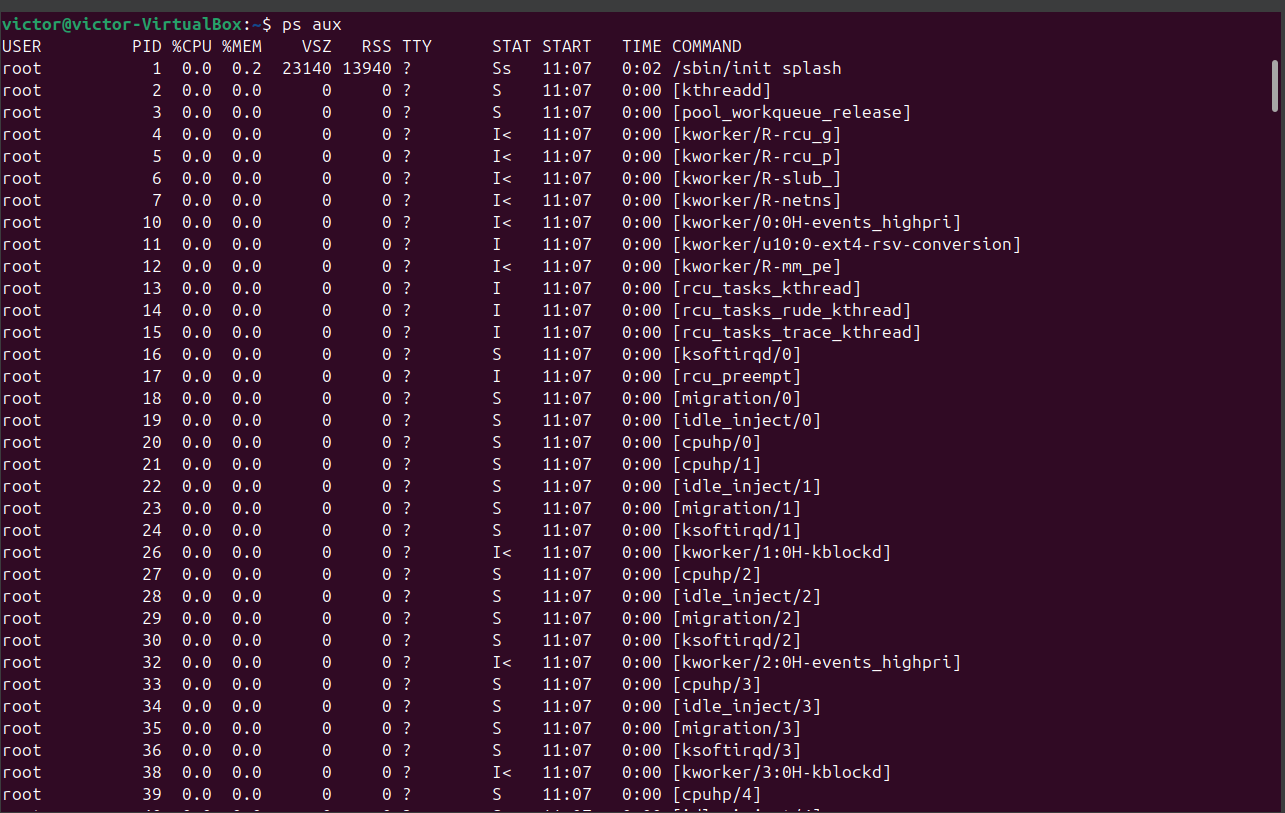 victor@victor-VirtualBox:~$ ps aux
USER         PID %CPU %MEM    VSZ   RSS TTY      STAT START   TIME COMMAND
root           1  0.0  0.2  23140 13940 ?        Ss   11:07   0:02 /sbin/init splash
root           2  0.0  0.0      0     0 ?        S    11:07   0:00 [kthreadd]
root           3  0.0  0.0      0     0 ?        S    11:07   0:00 [pool_workqueue_release]
root           4  0.0  0.0      0     0 ?        I<   11:07   0:00 [kworker/R-rcu_g]
root           5  0.0  0.0      0     0 ?        I<   11:07   0:00 [kworker/R-rcu_p]
root           6  0.0  0.0      0     0 ?        I<   11:07   0:00 [kworker/R-slub_]
root           7  0.0  0.0      0     0 ?        I<   11:07   0:00 [kworker/R-netns]
root          10  0.0  0.0      0     0 ?        I<   11:07   0:00 [kworker/0:0H-events_highpri]
root          11  0.0  0.0      0     0 ?        I    11:07   0:00 [kworker/u10:0-ext4-rsv-conversion]
root          12  0.0  0.0      0     0 ?        I<   11:07   0:00 [kworker/R-mm_pe]
root          13  0.0  0.0      0     0 ?        I    11:07   0:00 [rcu_tasks_kthread]
root          14  0.0  0.0      0     0 ?        I    11:07   0:00 [rcu_tasks_rude_kthread]
root          15  0.0  0.0      0     0 ?        I    11:07   0:00 [rcu_tasks_trace_kthread]
root          16  0.0  0.0      0     0 ?        S    11:07   0:00 [ksoftirqd/0]
root          17  0.0  0.0      0     0 ?        I    11:07   0:00 [rcu_preempt]
root          18  0.0  0.0      0     0 ?        S    11:07   0:00 [migration/0]
root          19  0.0  0.0      0     0 ?        S    11:07   0:00 [idle_inject/0]
root          20  0.0  0.0      0     0 ?        S    11:07   0:00 [cpuhp/0]
root          21  0.0  0.0      0     0 ?        S    11:07   0:00 [cpuhp/1]
root          22  0.0  0.0      0     0 ?        S    11:07   0:00 [idle_inject/1]
root          23  0.0  0.0      0     0 ?        S    11:07   0:00 [migration/1]
root          24  0.0  0.0      0     0 ?        S    11:07   0:00 [ksoftirqd/1]
root          26  0.0  0.0      0     0 ?        I<   11:07   0:00 [kworker/1:0H-kblockd]
root          27  0.0  0.0      0     0 ?        S    11:07   0:00 [cpuhp/2]
root          28  0.0  0.0      0     0 ?        S    11:07   0:00 [idle_inject/2]
root          29  0.0  0.0      0     0 ?        S    11:07   0:00 [migration/2]
root          30  0.0  0.0      0     0 ?        S    11:07   0:00 [ksoftirqd/2]
root          32  0.0  0.0      0     0 ?        I<   11:07   0:00 [kworker/2:0H-events_highpri]
root          33  0.0  0.0      0     0 ?        S    11:07   0:00 [cpuhp/3]
root          34  0.0  0.0      0     0 ?        S    11:07   0:00 [idle_inject/3]
root          35  0.0  0.0      0     0 ?        S    11:07   0:00 [migration/3]
root          36  0.0  0.0      0     0 ?        S    11:07   0:00 [ksoftirqd/3]
root          38  0.0  0.0      0     0 ?        I<   11:07   0:00 [kworker/3:0H-kblockd]
root          39  0.0  0.0      0     0 ?        S    11:07   0:00 [cpuhp/4]